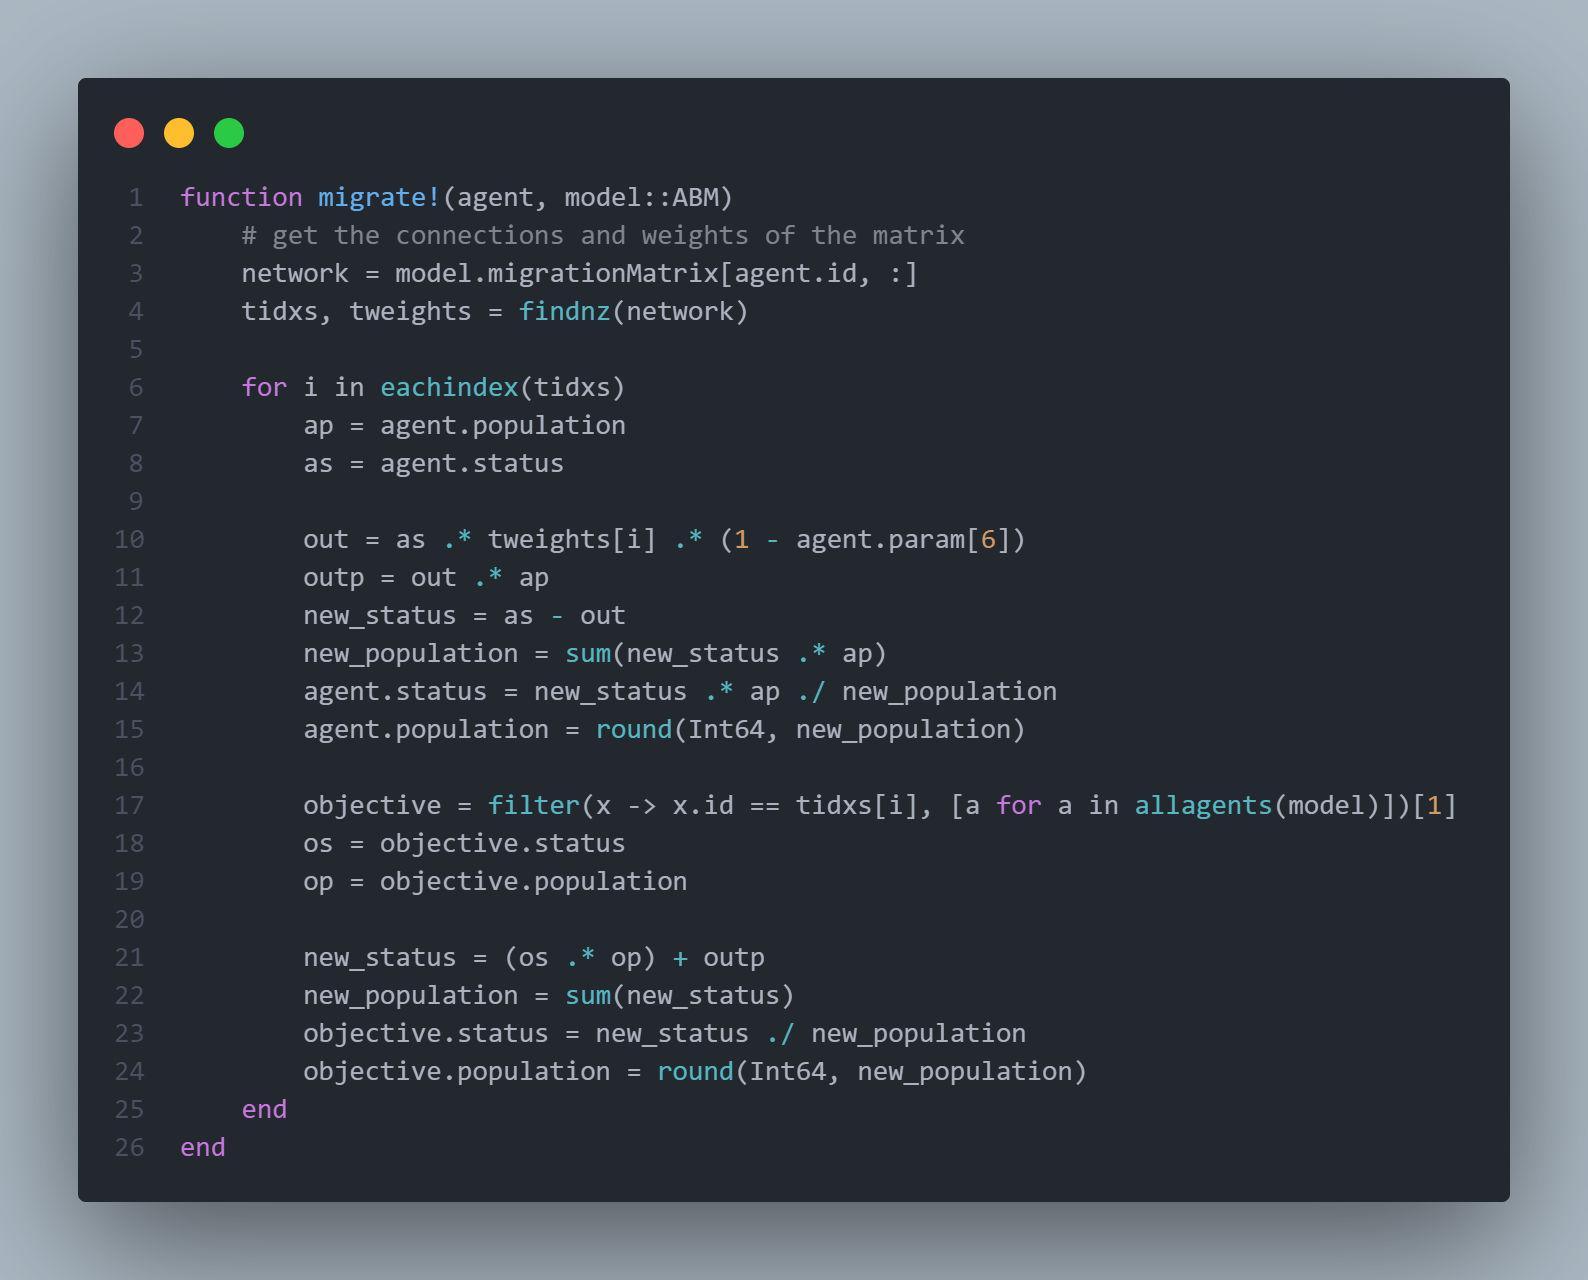 1 function migrate!(agent, model::ABM)
2     # get the connections and weights of the matrix
3     network = model.migrationMatrix[agent.id, :]
4     tidxs, tweights = findnz(network)
5
6     for i in eachindex(tidxs)
7         ap = agent.population
8         as = agent.status
9
10         out = as .* tweights[i] .* (1 - agent.param[6])
11         outp = out .* ap
12         new_status = as - out
13         new_population = sum(new_status .* ap)
14         agent.status = new_status .* ap ./ new_population
15         agent.population = round(Int64, new_population)
16
17         objective = filter(x -> x.id == tidxs[i], [a for a in allagents(model)])[1]
18         os = objective.status
19         op = objective.population
20
21         new_status = (os .* op) + outp
22         new_population = sum(new_status)
23         objective.status = new_status ./ new_population
24         objective.population = round(Int64, new_population)
25     end
26 end